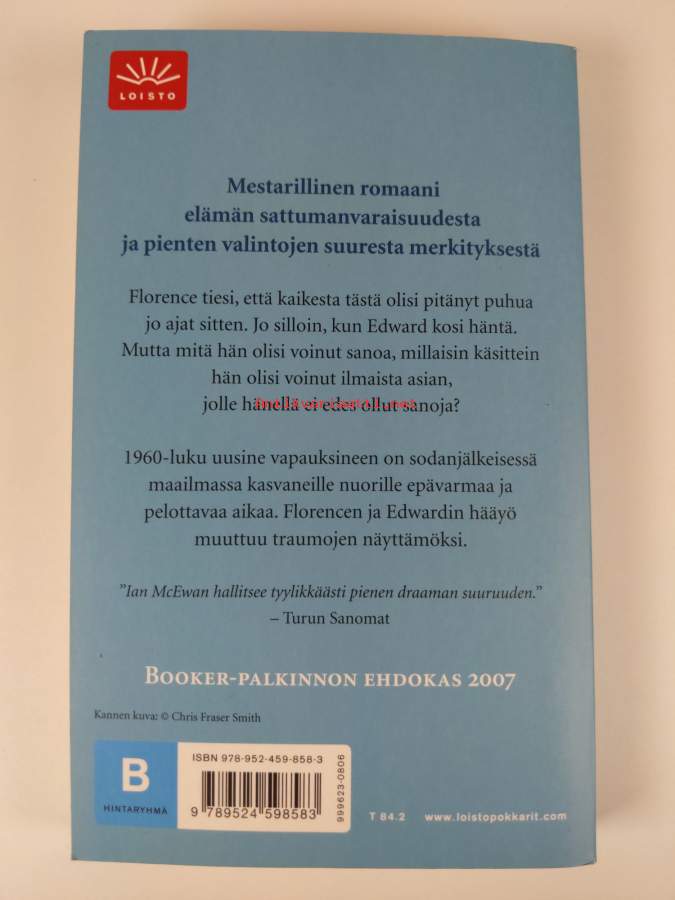 LOISTO
Mestarillinen romaani
elämän sattumanvaraisuudesta
ja pienten valintojen suuresta merkityksestä
Florence tiesi, että kaikesta tästä olisi pitänyt puhua
jo ajat sitten. Jo silloin, kun Edward kosi häntä.
Mutta mitä hän olisi voinut sanoa, millaisin käsittein
hän olisi voinut ilmaista asian,
jolle hänellä ei edes ollut sanoja?
1960-luku uusine vapauksineen on sodanjälkeisessä
maailmassa kasvaneille nuorille epävarmaa ja
pelottavaa aikaa. Florencen ja Edwardin hääyö
muuttuu traumojen näyttämöksi.
”Ian McEwan hallitsee tyylikkäästi pienen draaman suuruuden.”
– Turun Sanomat
BOOKER-PALKINNON EHDOKAS 2007
Kannen kuva: © Chris Fraser Smith
B
HINTARYHMÄ
ISBN 978-952-459-858-3
9 789524 598583
999623-0806
T 84.2 www.loistopokkarit.com